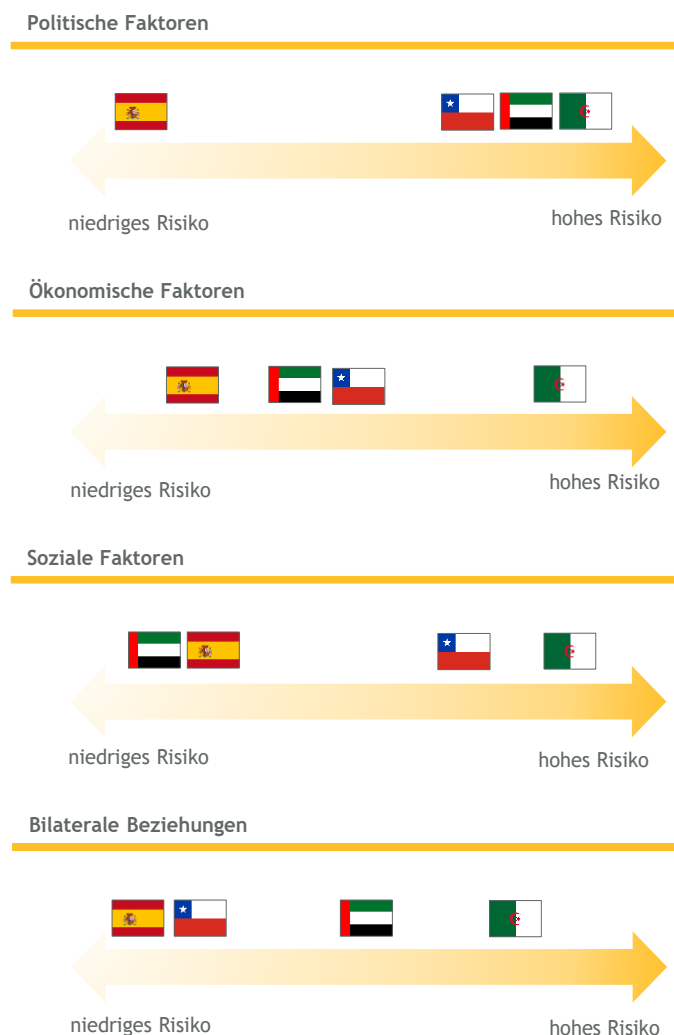 Politische Faktoren
niedriges Risiko
hohes Risiko
Ökonomische Faktoren
niedriges Risiko
hohes Risiko
Soziale Faktoren
niedriges Risiko
hohes Risiko
Bilaterale Beziehungen
niedriges Risiko
hohes Risiko